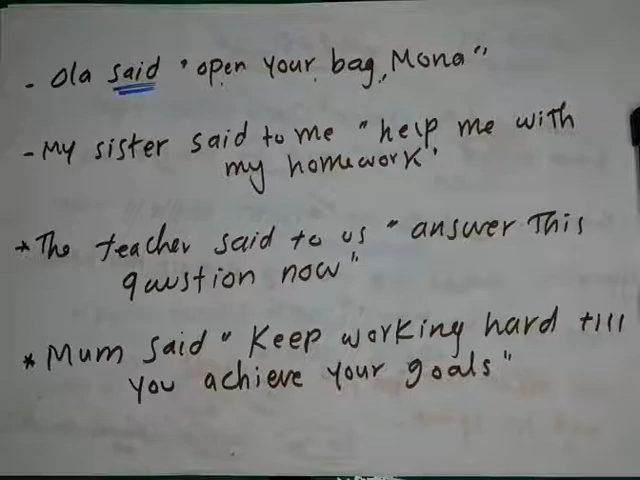 - Ola said "open your bag, Mona"
- My sister said to me "help me with
my homework"
* The teacher said to us "answer This
question now"
* Mum said "Keep working hard till
you achieve your goals"